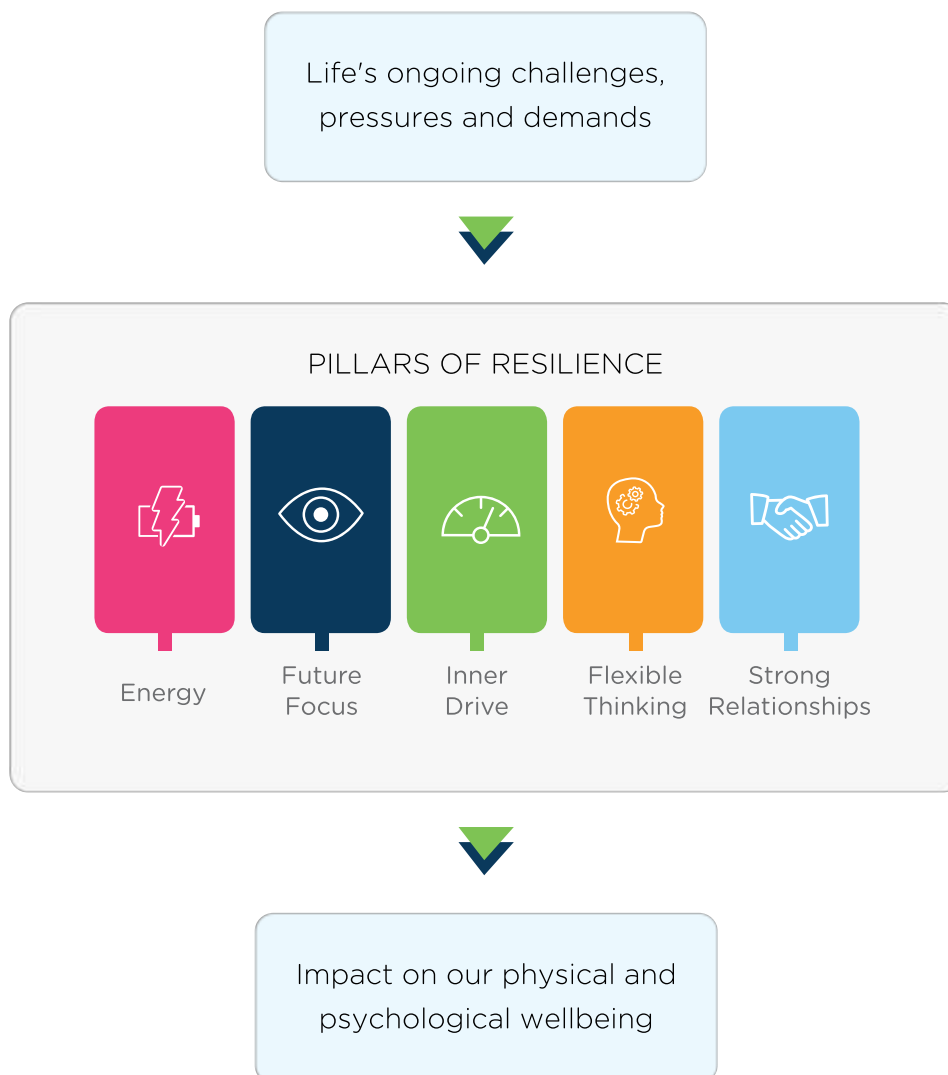 Life's ongoing challenges,
pressures and demands
PILLARS OF RESILIENCE
Energy
Future
Focus
Inner
Drive
Flexible
Thinking
Strong
Relationships
Impact on our physical and
psychological wellbeing